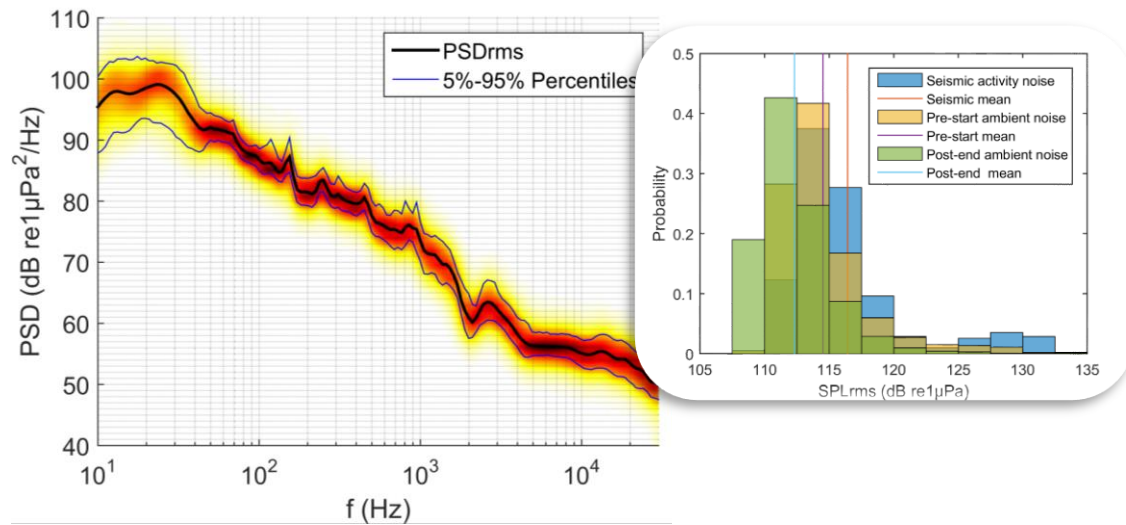 110
100
90
80
70
60
50
40
PSD (dB re1µPa²/Hz)
10¹
10²
10³
10⁴
f (Hz)
PSDrms
5%-95% Percentiles
0.5
0.4
0.3
0.2
0.1
0
Probability
105
110
115
120
125
130
135
SPLrms (dB re1µPa)
Seismic activity noise
Seismic mean
Pre-start ambient noise
Pre-start mean
Post-end ambient noise
Post-end mean